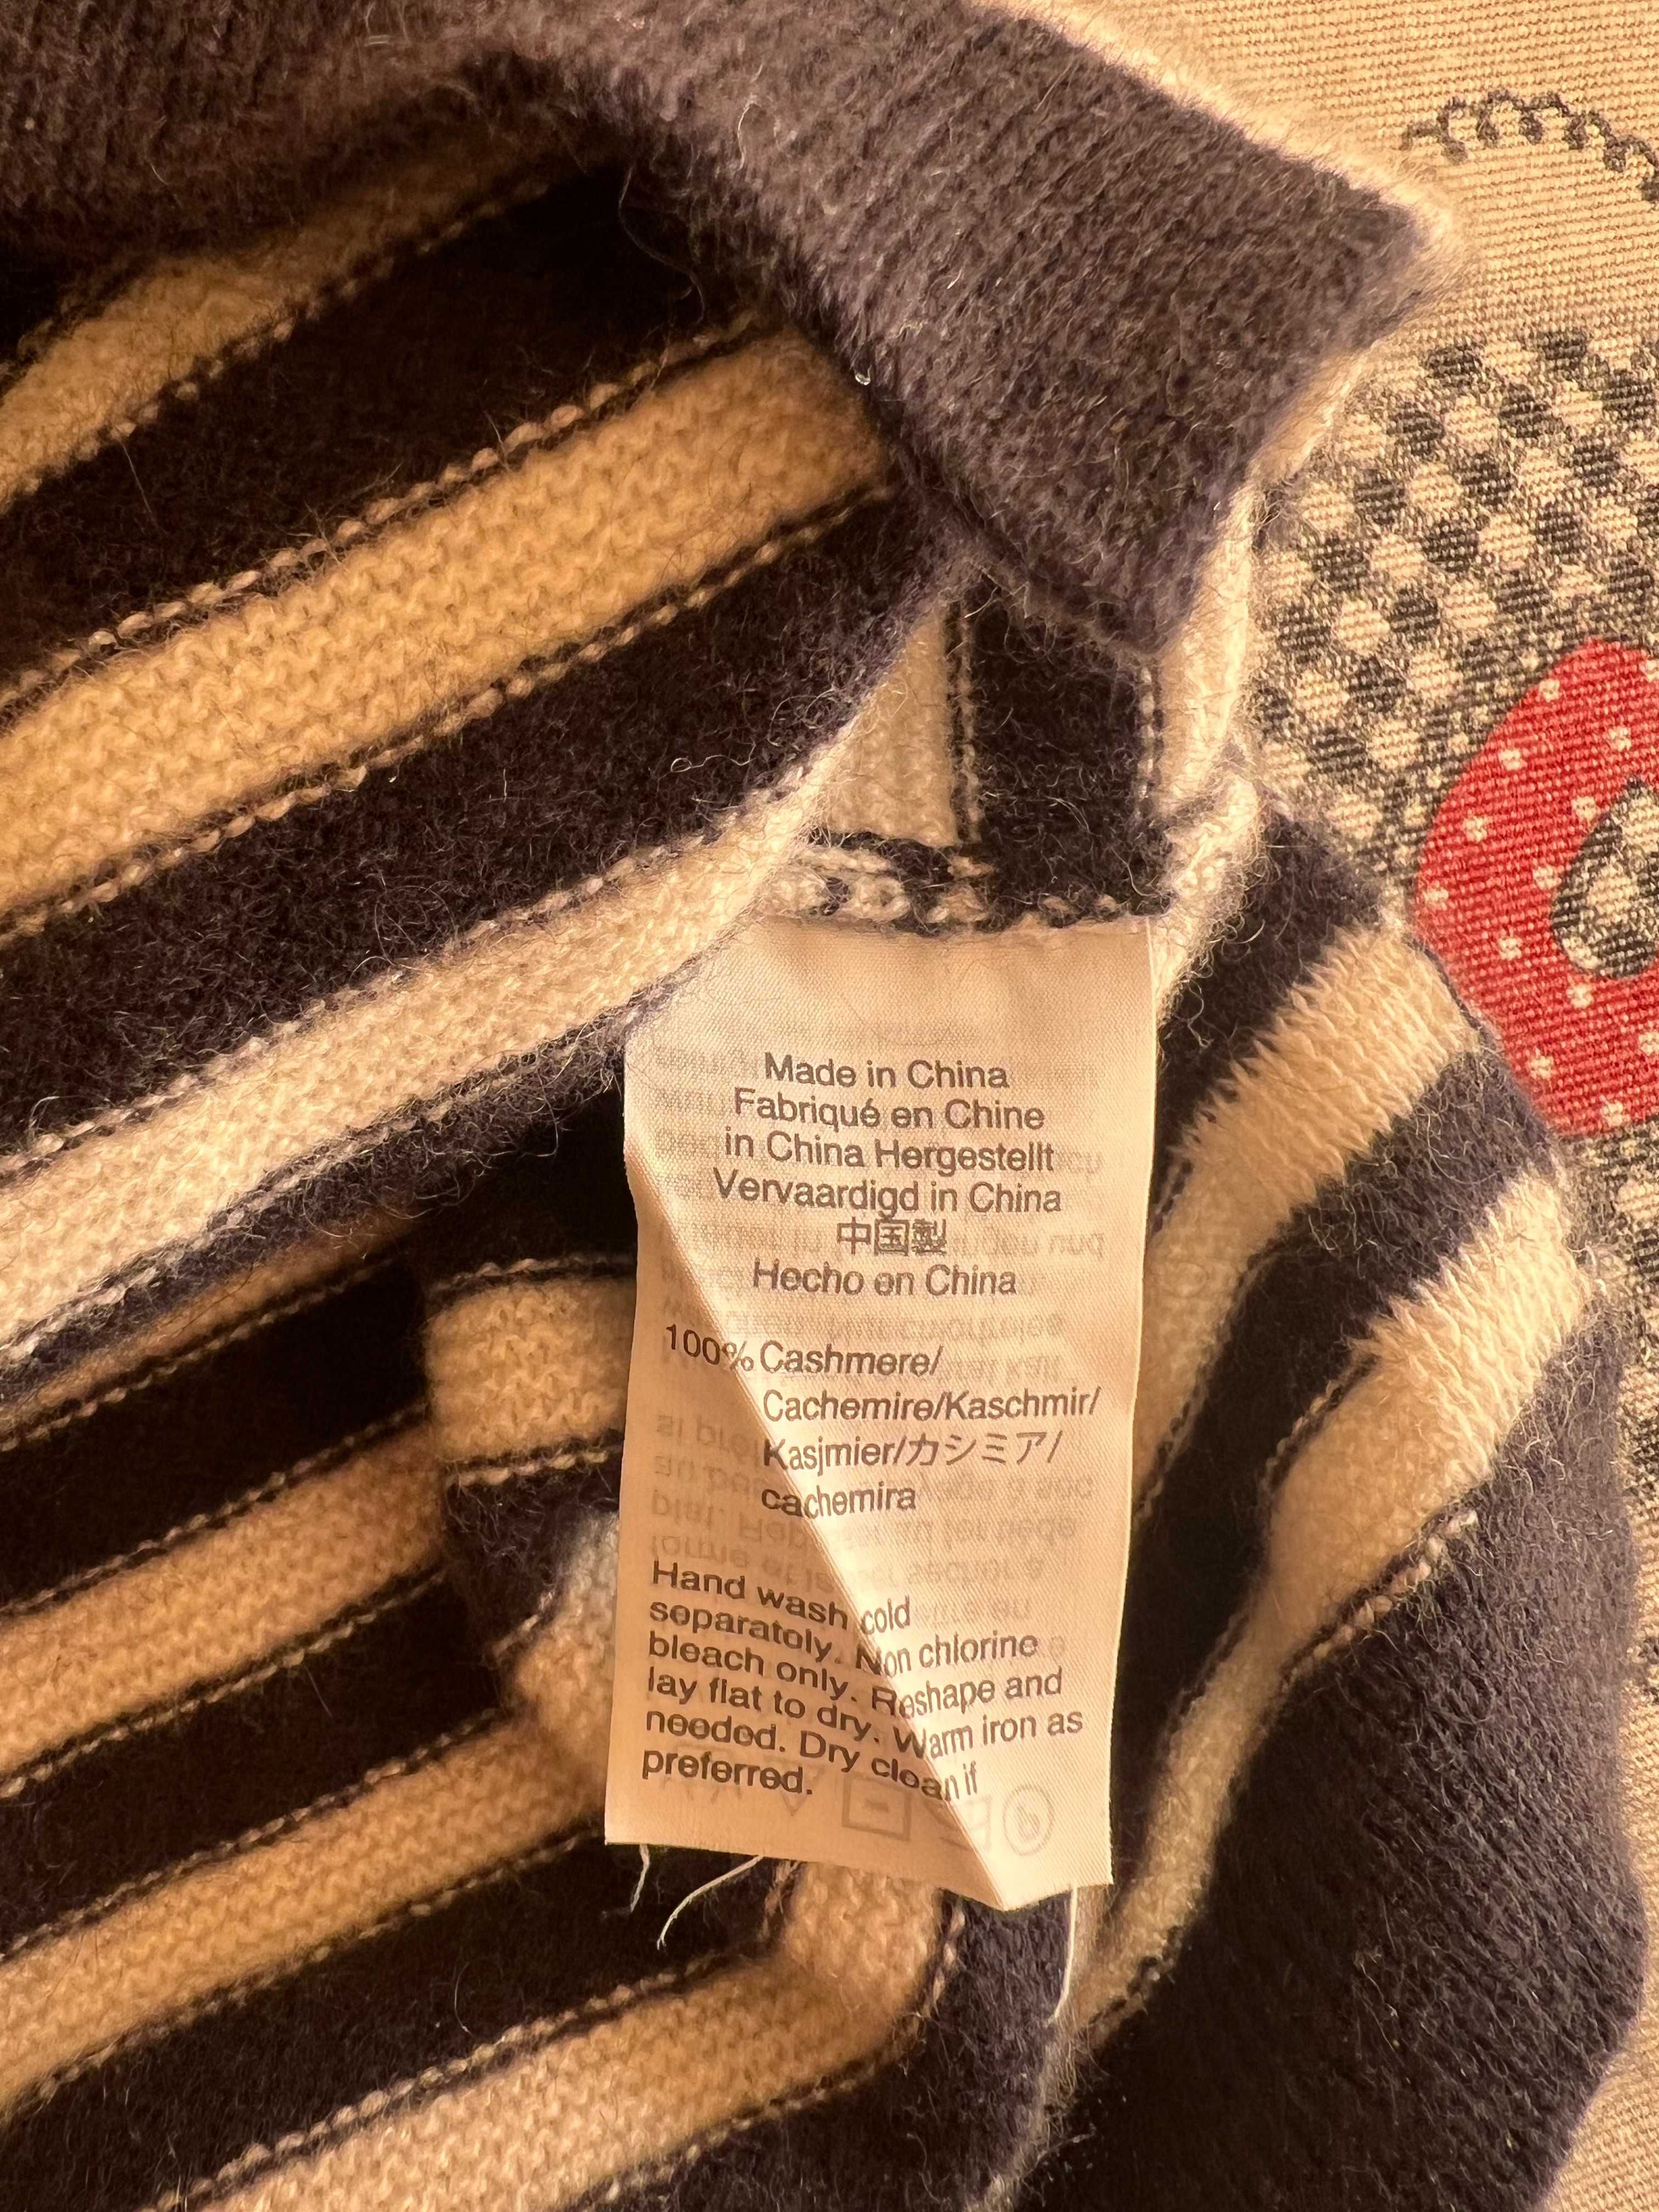 Made in China
Fabriqué en Chine
in China Hergestellt
Vervaardigd in China
中国製
Hecho en China
100% Cashmere/
Cachemire/Kaschmir/
Kasjmier/カシミア/
cachemira
Hand wash cold
separately. Non chlorine
bleach only. Reshape and
lay flat to dry. Warm iron as
needed. Dry clean if
preferred.